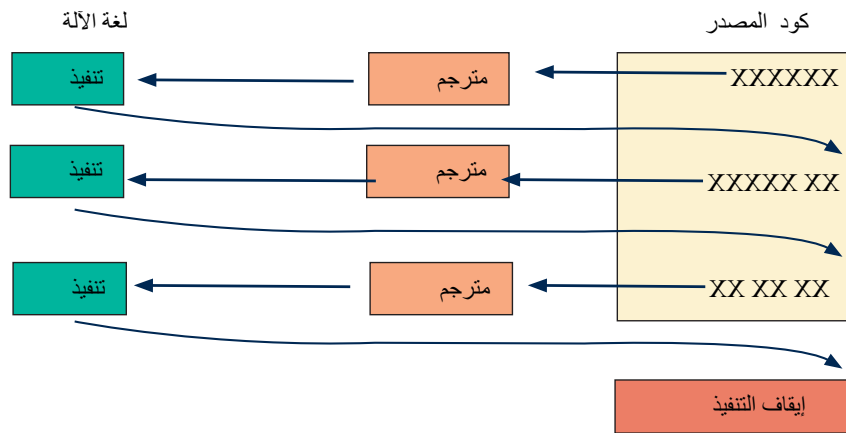 كود المصدر
لغة الآلة
XXXXXX
مترجم
تنفيذ
XXXXX XX
مترجم
تنفيذ
XX XX XX
مترجم
تنفيذ
إيقاف التنفيذ